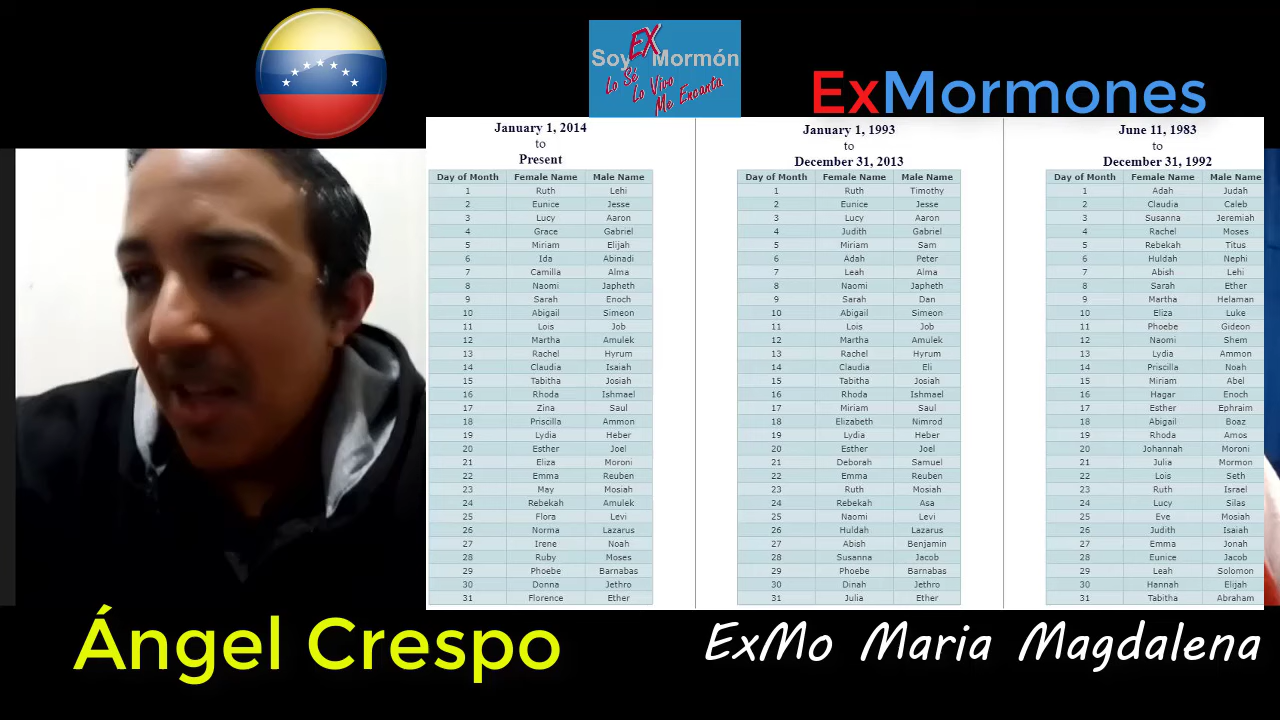 Soy EX Mormón
Lo Sé
Lo Vivo
Me Encanta
ExMormones
January 1, 2014
to
Present
Day of Month Female Name Male Name
1 Ruth Lehi
2 Eunice Jesse
3 Lucy Aaron
4 Grace Gabriel
5 Miriam Elijah
6 Ida Abinadi
7 Camilla Alma
8 Naomi Japheth
9 Sarah Enoch
10 Abigail Simeon
11 Lois Job
12 Martha Amulek
13 Rachel Hyrum
14 Claudia Isaiah
15 Tabitha Josiah
16 Rhoda Ishmael
17 Zina Saul
18 Priscilla Ammon
19 Lydia Heber
20 Esther Joel
21 Eliza Moroni
22 Emma Reuben
23 May Mosiah
24 Rebekah Amulek
25 Flora Levi
26 Norma Lazarus
27 Irene Noah
28 Ruby Moses
29 Phoebe Barnabas
30 Donna Jethro
31 Florence Ether
January 1, 1993
to
December 31, 2013
Day of Month Female Name Male Name
1 Ruth Timothy
2 Eunice Jesse
3 Lucy Aaron
4 Judith Gabriel
5 Miriam Sam
6 Adah Peter
7 Leah Alma
8 Naomi Japheth
9 Sarah Dan
10 Abigail Simeon
11 Lois Job
12 Martha Amulek
13 Rachel Hyrum
14 Claudia Eli
15 Tabitha Josiah
16 Rhoda Ishmael
17 Miriam Saul
18 Elizabeth Nimrod
19 Lydia Heber
20 Esther Joel
21 Deborah Samuel
22 Emma Reuben
23 Ruth Mosiah
24 Rebekah Asa
25 Naomi Levi
26 Huldah Lazarus
27 Abish Benjamin
28 Susanna Jacob
29 Phoebe Barnabas
30 Dinah Jethro
31 Julia Ether
June 11, 1983
to
December 31, 1992
Day of Month Female Name Male Name
1 Adah Judah
2 Claudia Caleb
3 Susanna Jeremiah
4 Rachel Moses
5 Rebekah Titus
6 Huldah Nephi
7 Abish Lehi
8 Sarah Ether
9 Martha Helaman
10 Eliza Luke
11 Phoebe Gideon
12 Naomi Shem
13 Lydia Ammon
14 Priscilla Noah
15 Miriam Abel
16 Hagar Enoch
17 Esther Ephraim
18 Abigail Boaz
19 Rhoda Amos
20 Johannah Moroni
21 Julia Mormon
22 Lois Seth
23 Ruth Israel
24 Lucy Silas
25 Eve Mosiah
26 Judith Isaiah
27 Emma Jonah
28 Eunice Jacob
29 Leah Solomon
30 Hannah Elijah
31 Tabitha Abraham
Ángel Crespo
ExMo Maria Magdalena